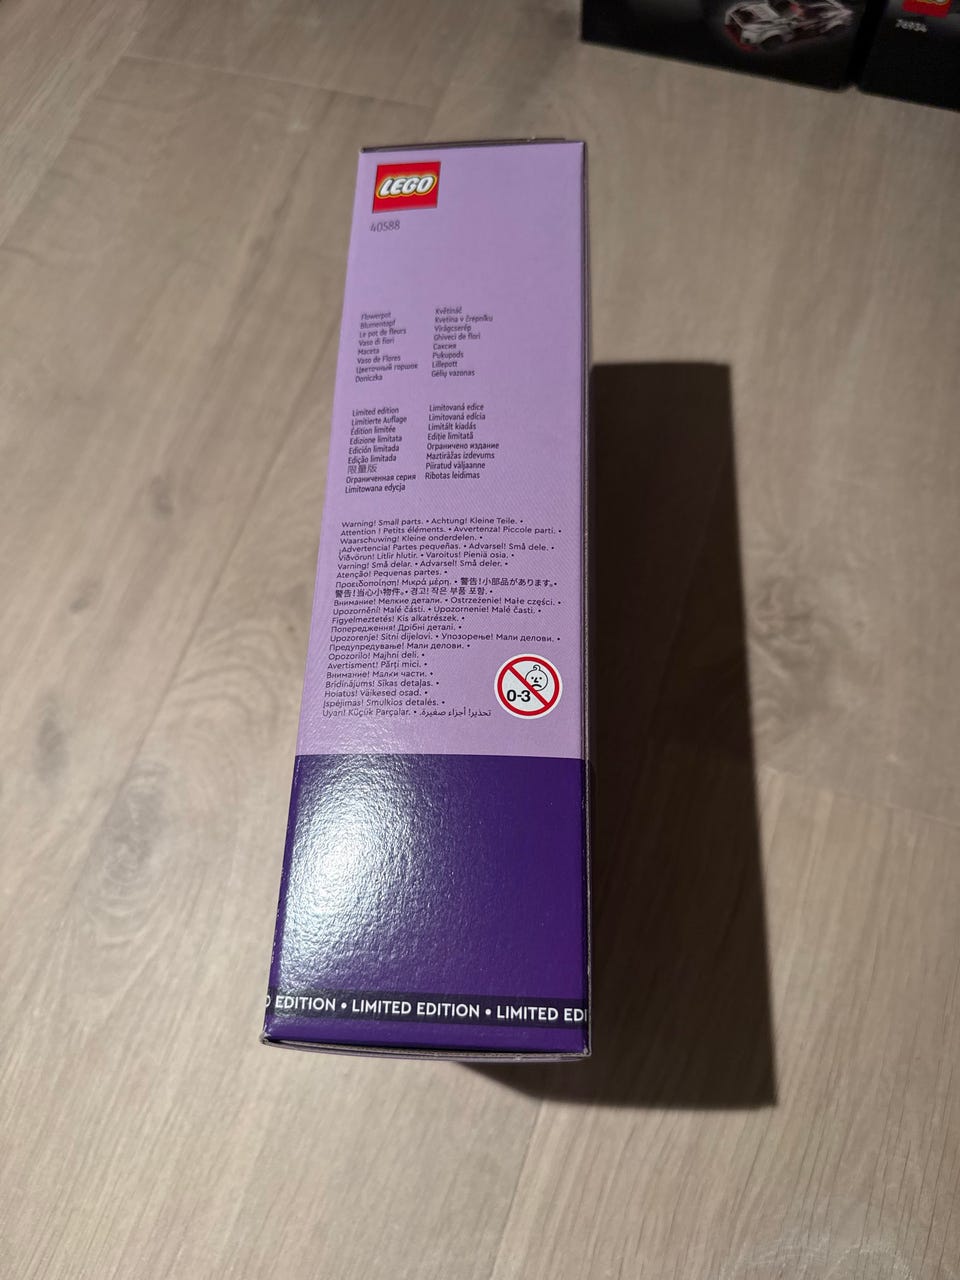 76934
LEGO
40588
Flowerpot
Blumentopf
Le pot de fleurs
Vaso di fiori
Maceta
Vaso de Flores
Цветочный горшок
Doniczka
Květináč
Kvetina v črepníku
Virágcserép
Ghiveci de flori
Саксия
Pukupods
Lillepott
Gėlių vazonas
Limited edition
Limitierte Auflage
Édition limitée
Edizione limitata
Edición limitada
Edição limitada
限量版
Ограниченная серия
Limitowana edycja
Limitovaná edice
Limitovaná edícia
Limitált kiadás
Ediție limitată
Ограничено издание
Maztirāžas izdevums
Piiratud väljaanne
Ribotas leidimas
Warning! Small parts. • Achtung! Kleine Teile. •
Attention ! Petits éléments. • Avvertenza! Piccole parti. •
Waarschuwing! Kleine onderdelen. •
¡Advertencia! Partes pequeñas. • Advarsel! Små dele. •
Viðvörun! Litlir hlutir. • Varoitus! Pieniä osia. •
Varning! Små delar. • Advarsel! Små deler. •
Atenção! Pequenas partes. •
Προειδοποίηση! Μικρά μέρη. • 警告！小部品があります。•
警告！当心小物件。• 경고! 작은 부품 포함. •
Внимание! Мелкие детали. • Ostrzeżenie! Małe części. •
Upozornění! Malé části. • Upozornenie! Malé časti. •
Figyelmeztetés! Kis alkatrészek. •
Попередження! Дрібні деталі. •
Upozorenje! Sitni dijelovi. • Упозорење! Мали делови. •
Предупредување! Мали делови. •
Opozorilo! Majhni deli. •
Avertisment! Părți mici. •
Внимание! Малки части. •
Brīdinājums! Sīkas detaļas. •
Hoiatus! Väikesed osad. •
Įspėjimas! Smulkios detalės. •
Uyarı! Küçük Parçalar. • تحذير! أجزاء صغيرة. •
0-3
D EDITION • LIMITED EDITION • LIMITED EDI